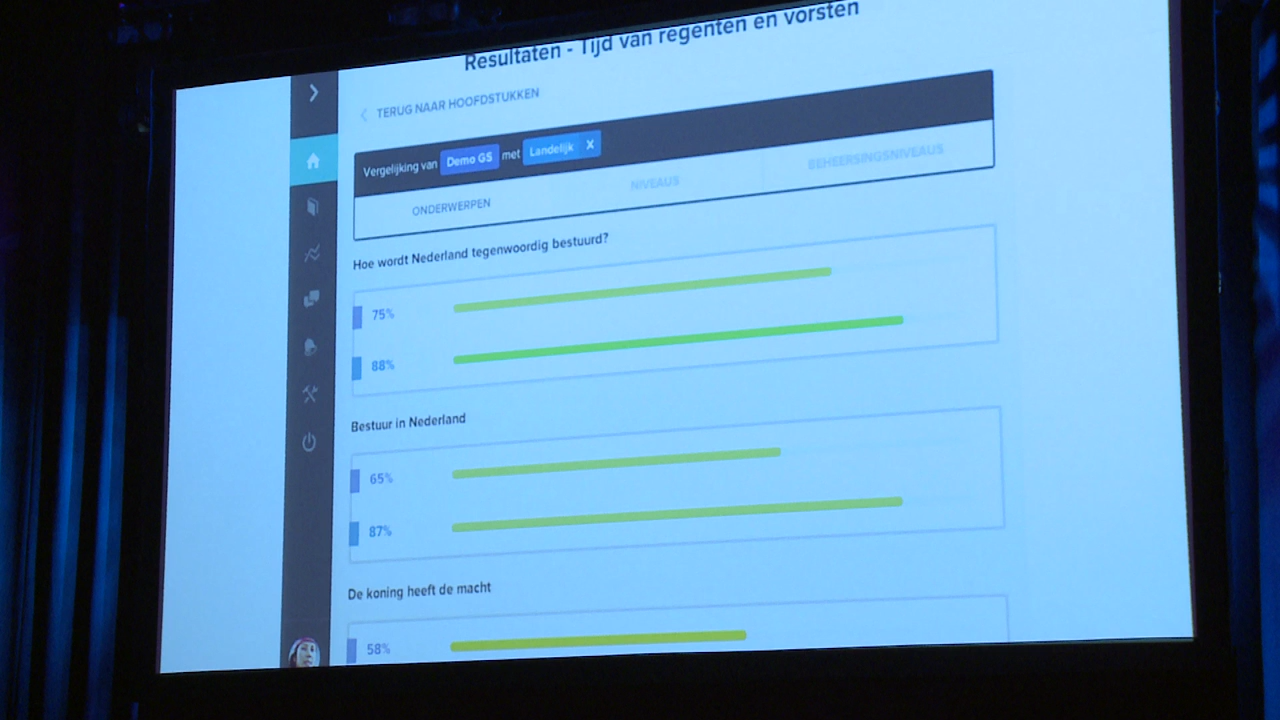 Resultaten - Tijd van regenten en vorsten
TERUG NAAR HOOFDSTUKKEN
Vergelijking van Demo GS met Landelijk X
ONDERWERPEN NIVEAUS BEHEERSINGSNIVEAUS
Hoe wordt Nederland tegenwoordig bestuurd?
75%
88%
Bestuur in Nederland
65%
87%
De koning heeft de macht
58%